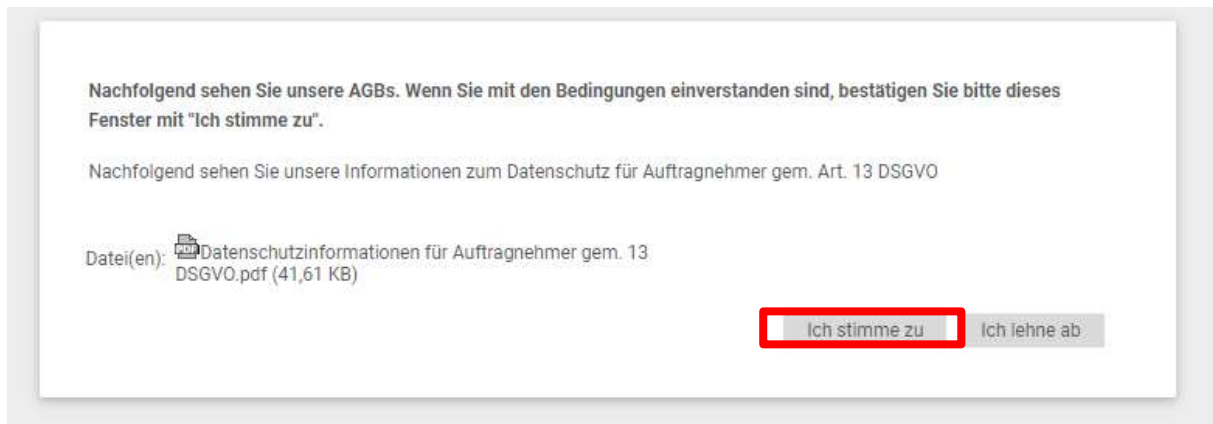 Nachfolgend sehen Sie unsere AGBs. Wenn Sie mit den Bedingungen einverstanden sind, bestätigen Sie bitte dieses
Fenster mit "Ich stimme zu".
Nachfolgend sehen Sie unsere Informationen zum Datenschutz für Auftragnehmer gem. Art. 13 DSGVO
Datei(en): PDF Datenschutzinformationen für Auftragnehmer gem. 13
DSGVO.pdf (41,61 KB)
Ich stimme zu Ich lehne ab